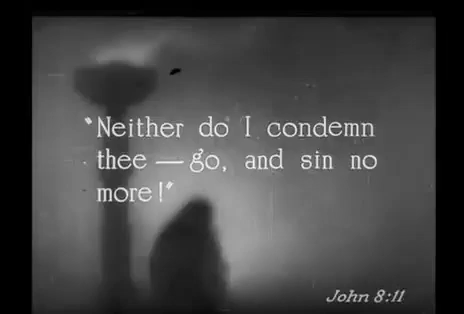 "Neither do I condemn
thee — go, and sin no
more!"
John 8:11